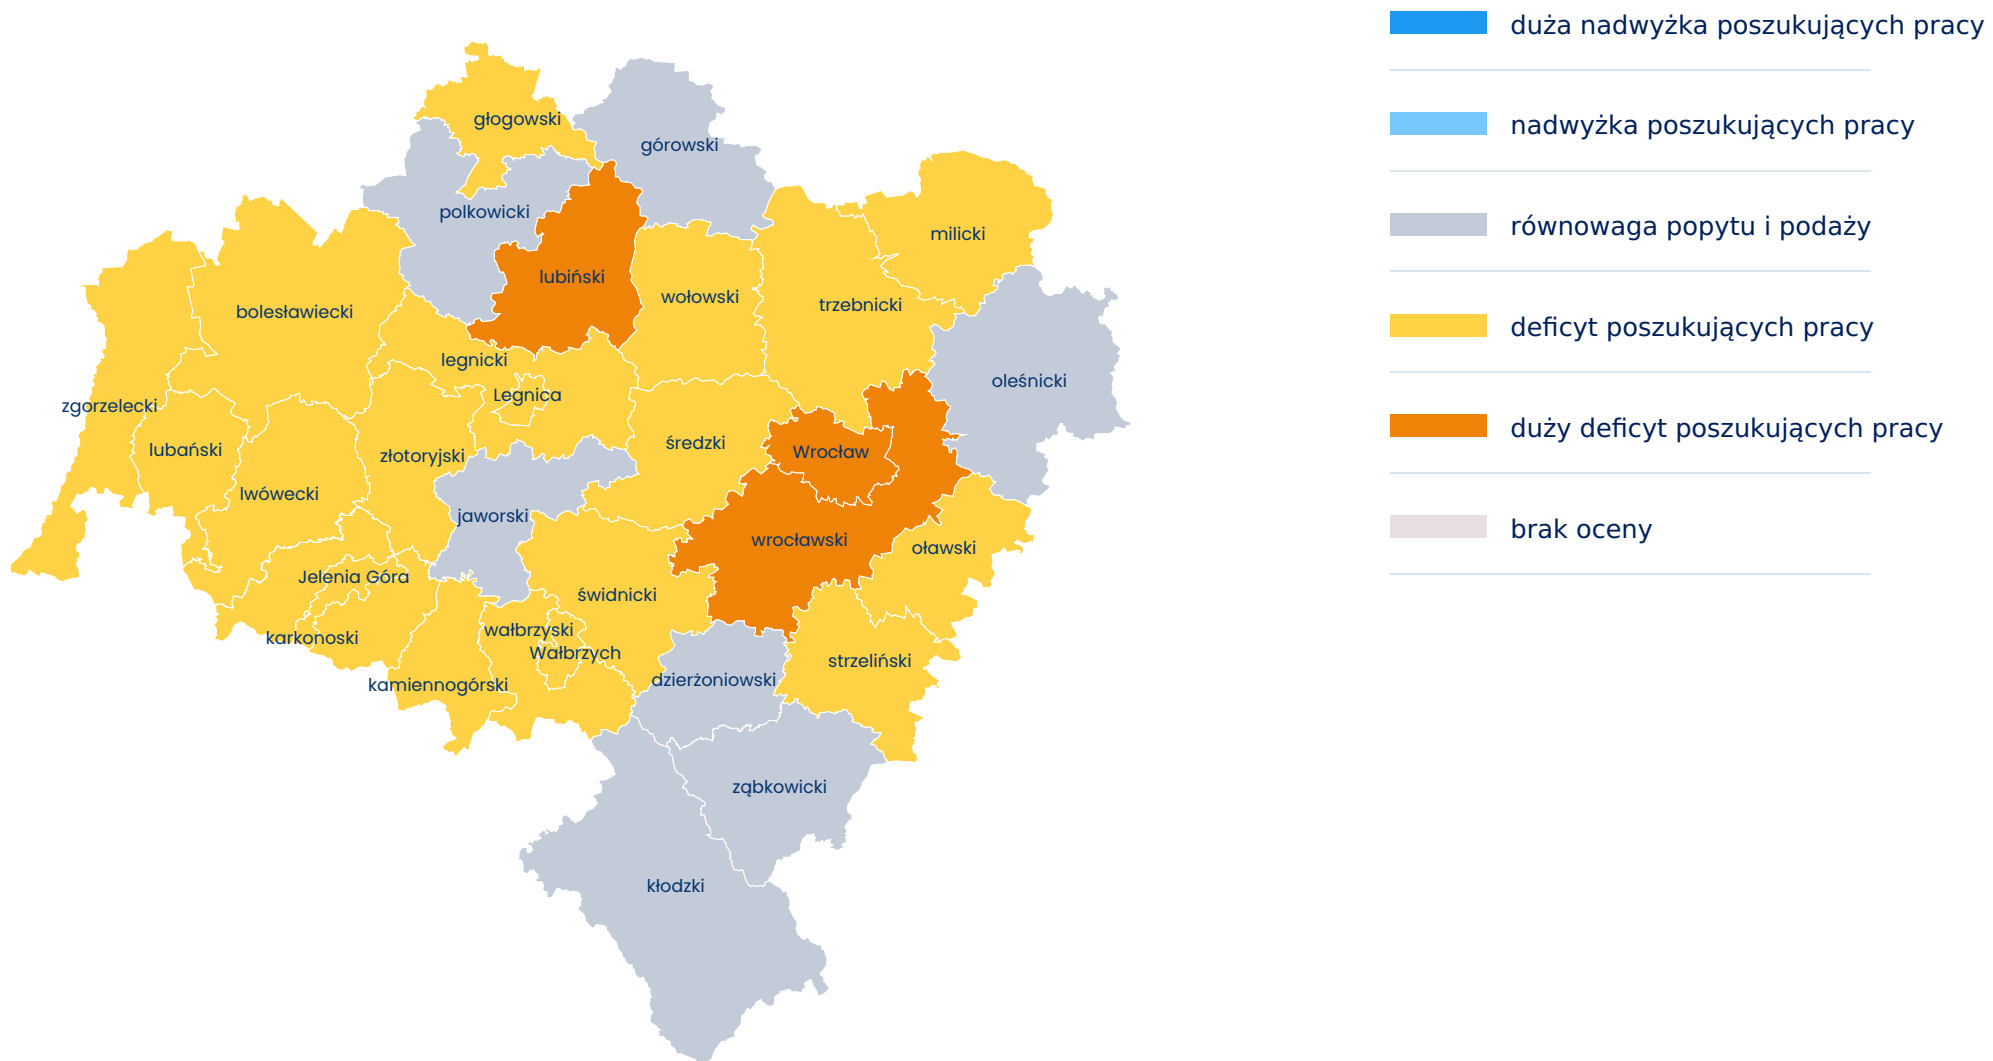 głogowski
górowski
polkowicki
milicki
lubiński
wołowski
trzebnicki
bolesławiecki
legnicki
oleśnicki
Legnica
zgorzelecki
lubański
złotoryjski
średzki
Wrocław
lwówecki
jaworski
wrocławski
oławski
Jelenia Góra
świdnicki
karkonoski
wałbrzyski
Wałbrzych
strzeliński
kamiennogórski
dzierżoniowski
ząbkowicki
kłodzki
duża nadwyżka poszukujących pracy
nadwyżka poszukujących pracy
równowaga popytu i podaży
deficyt poszukujących pracy
duży deficyt poszukujących pracy
brak oceny